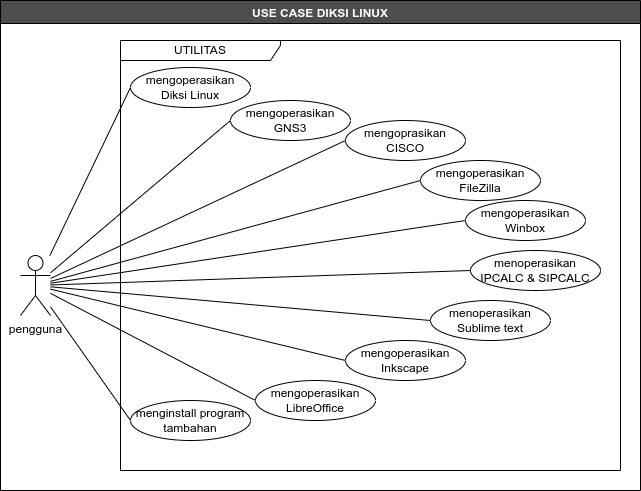 USE CASE DIKSI LINUX
UTILITAS
mengoperasikan
Diksi Linux
mengoperasikan
GNS3
mengoprasikan
CISCO
mengoperasikan
FileZilla
mengoperasikan
Winbox
menoperasikan
IPCALC & SIPCALC
menoperasikan
Sublime text
mengoperasikan
Inkscape
mengoperasikan
LibreOffice
menginstall program
tambahan
pengguna